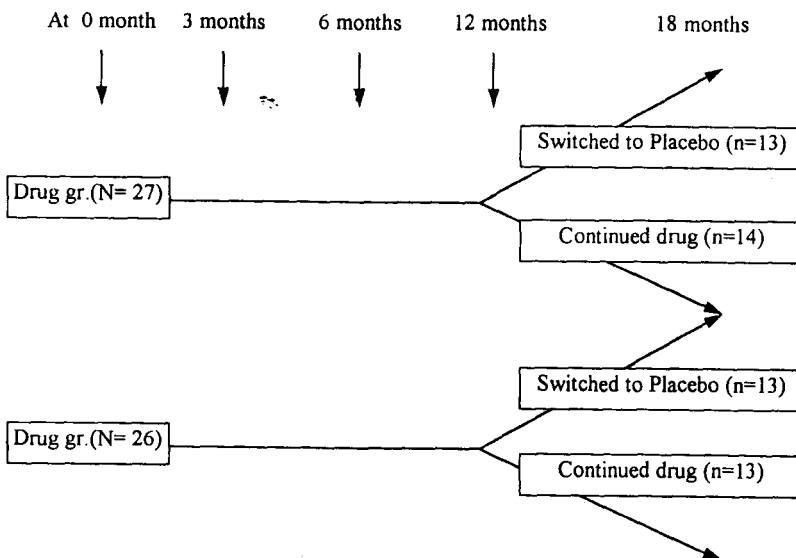 At 0 month 3 months 6 months 12 months 18 months
Switched to Placebo (n=13)
Drug gr.(N= 27)
Continued drug (n=14)
Switched to Placebo (n=13)
Drug gr.(N= 26)
Continued drug (n=13)